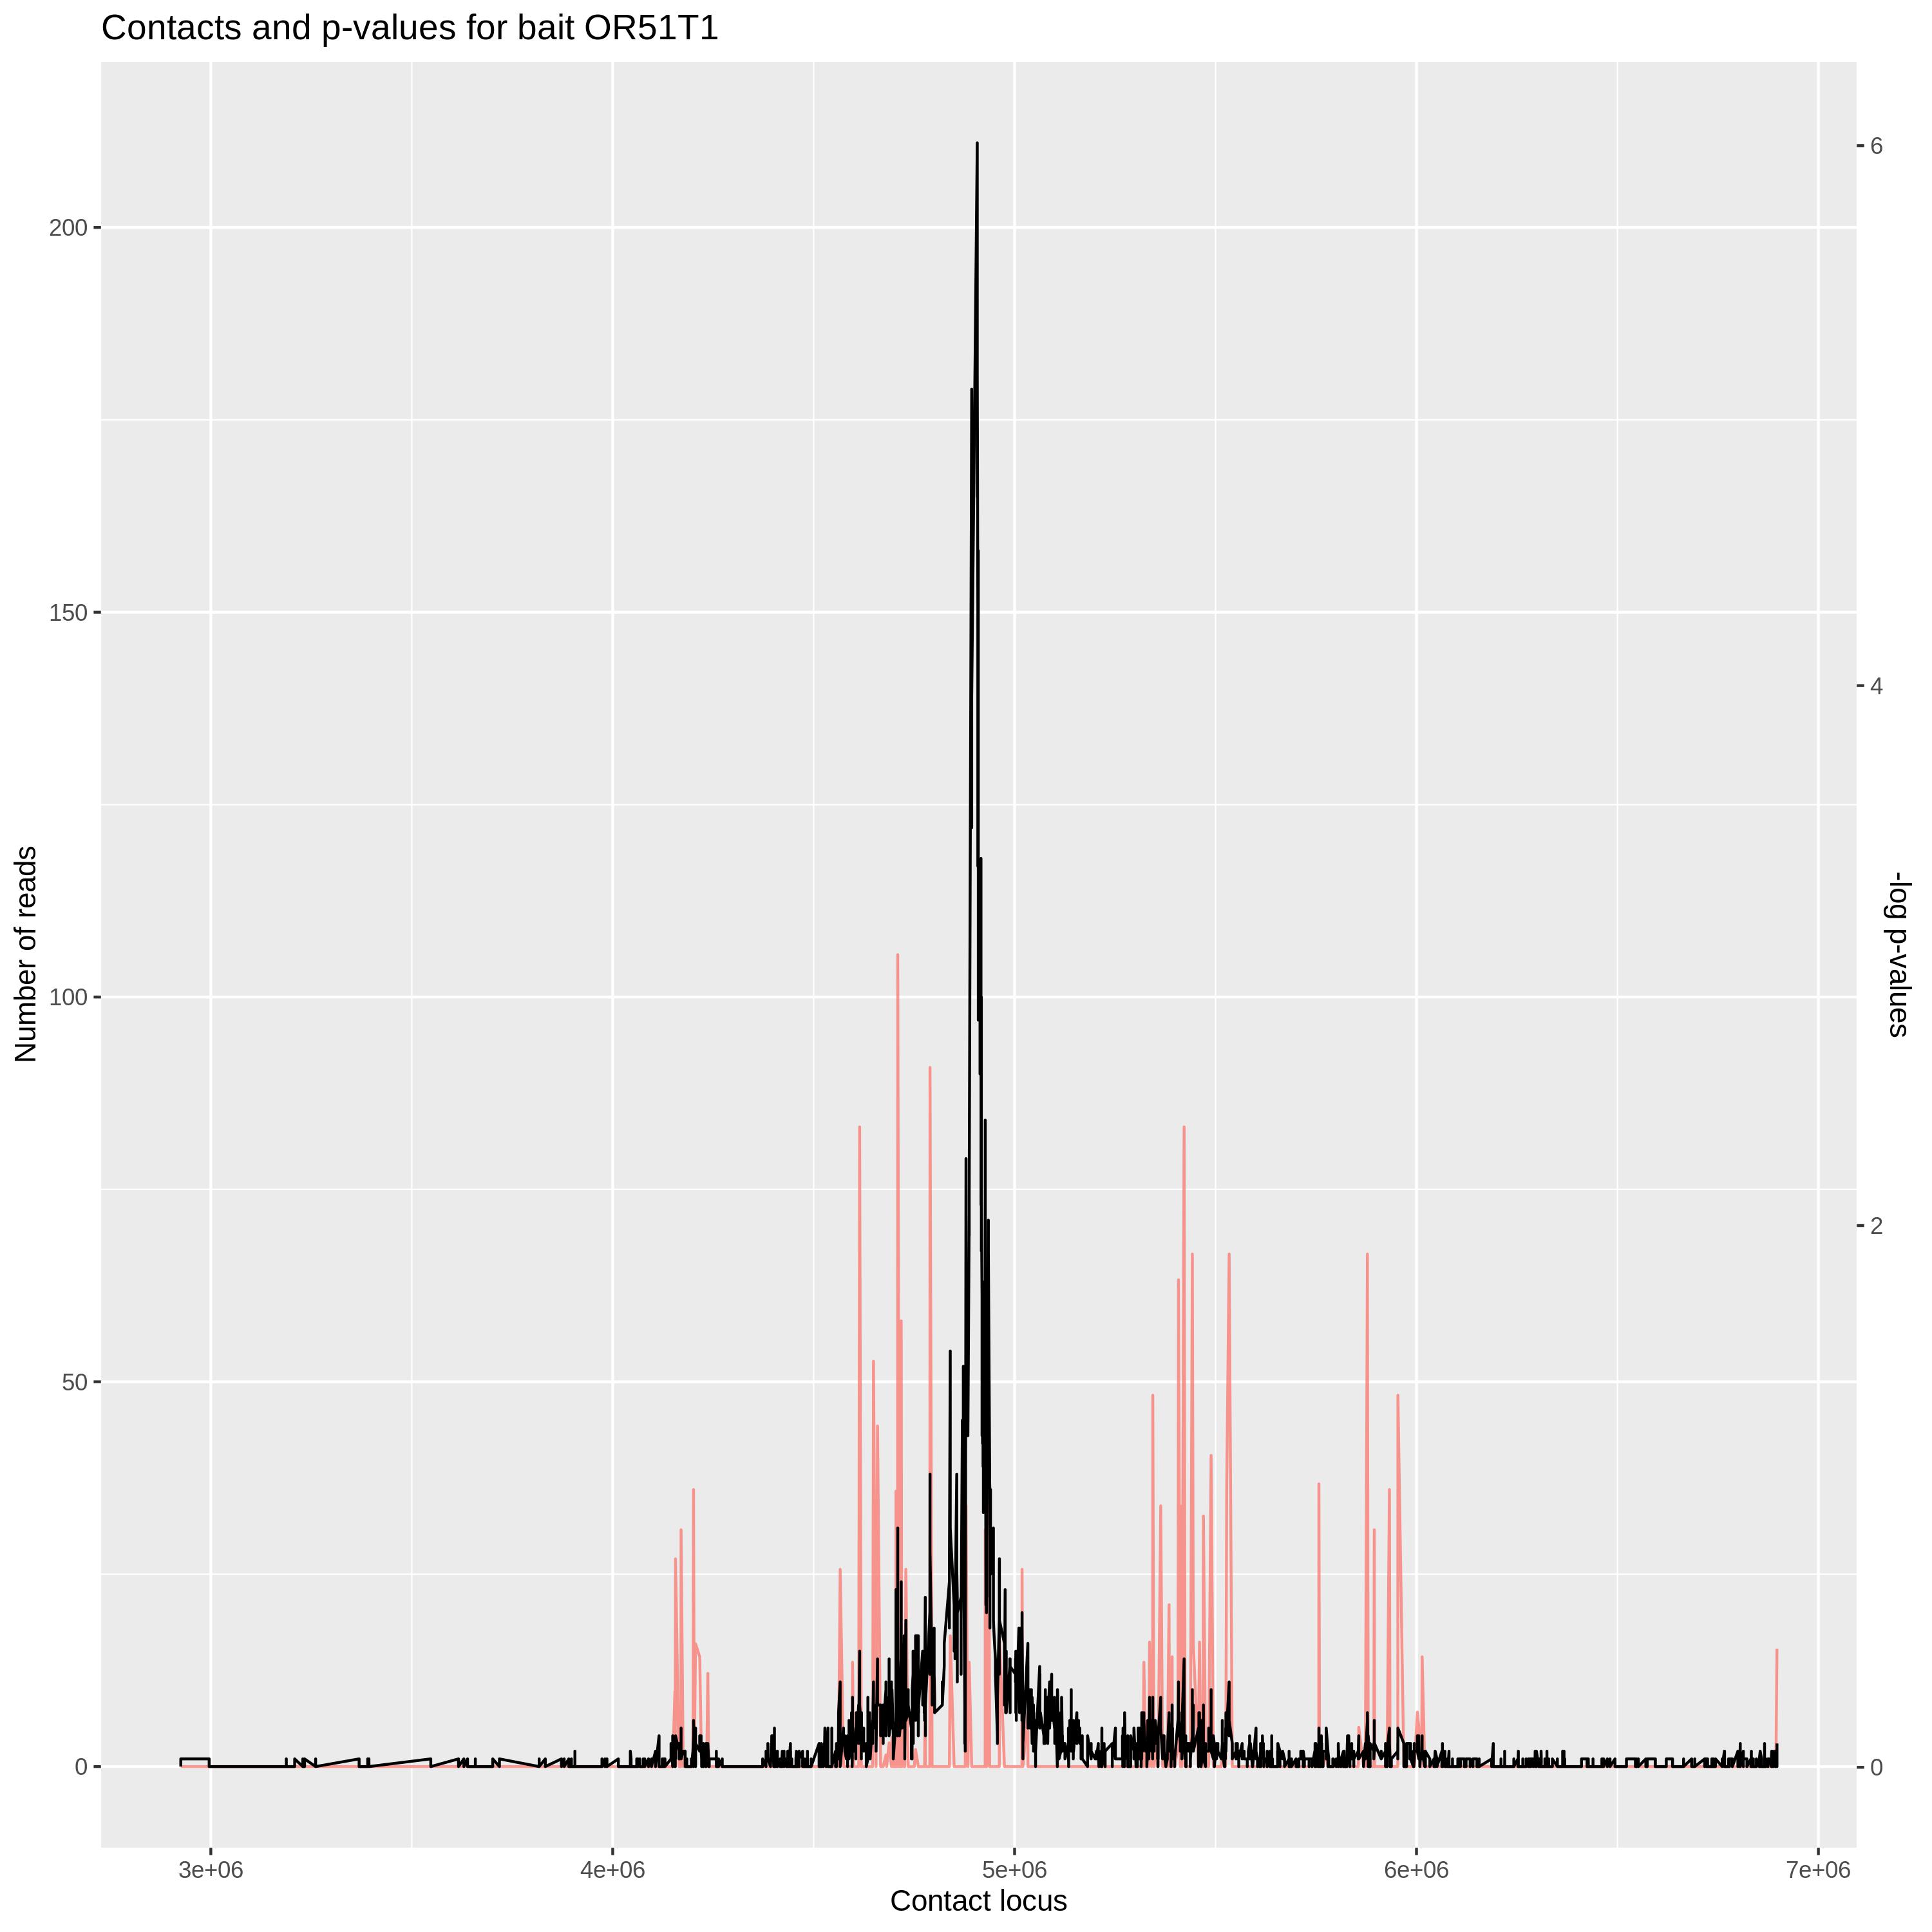 Contacts and p-values for bait OR51T1
Number of reads
200
150
100
50
0
6
4
2
0
-log p-values
3e+06
4e+06
5e+06
6e+06
7e+06
Contact locus